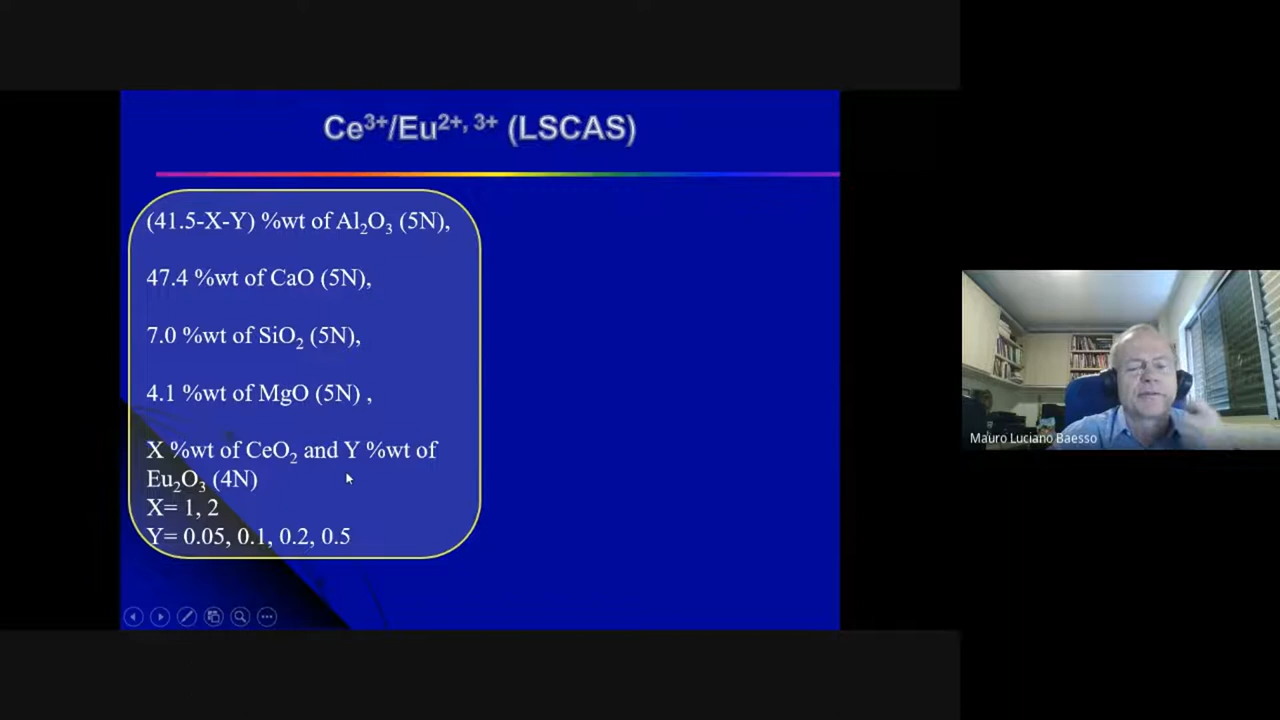 Ce³⁺/Eu²⁺, ³⁺ (LSCAS)
(41.5-X-Y) %wt of Al₂O₃ (5N),
47.4 %wt of CaO (5N),
7.0 %wt of SiO₂ (5N),
4.1 %wt of MgO (5N) ,
X %wt of CeO₂ and Y %wt of
Eu₂O₃ (4N)
X= 1, 2
Y= 0.05, 0.1, 0.2, 0.5
Mauro Luciano Baesso